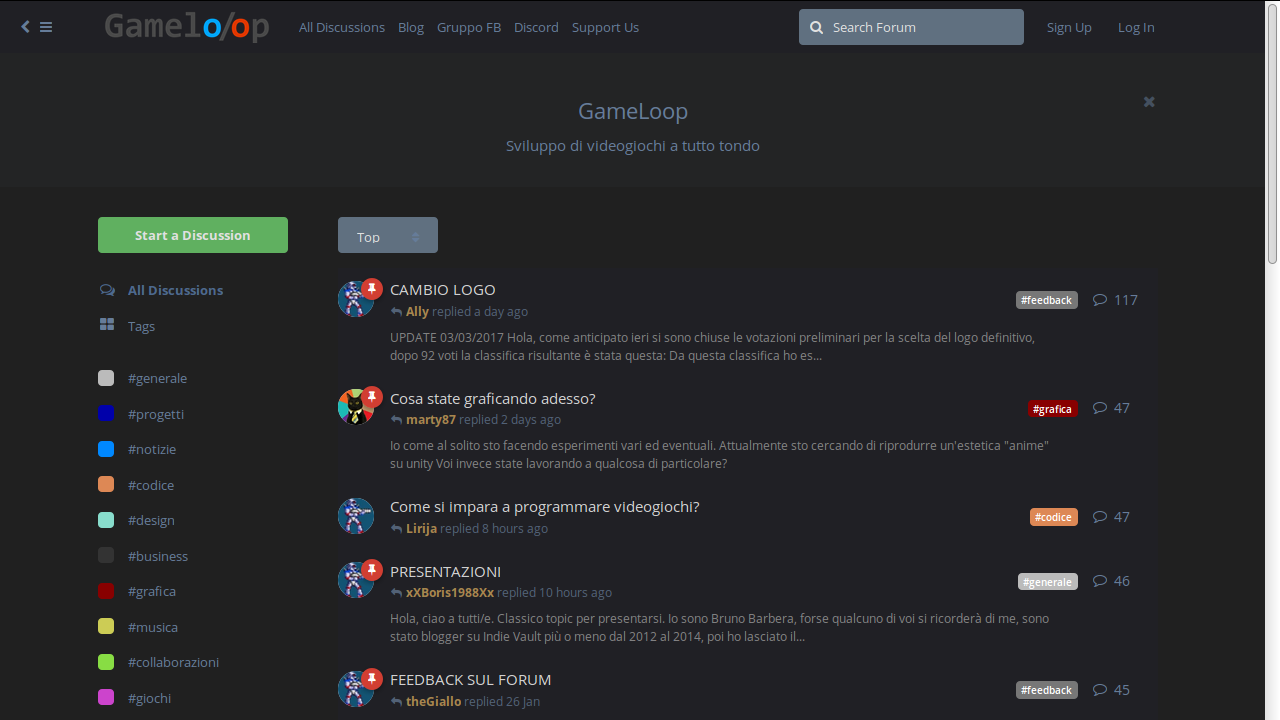 Gameloop
All Discussions
Blog
Gruppo FB
Discord
Support Us
Search Forum
Sign Up
Log In
GameLoop
Sviluppo di videogiochi a tutto tondo
Start a Discussion
Top
All Discussions
Tags
#generale
#progetti
#notizie
#codice
#design
#business
#grafica
#musica
#collaborazioni
#giochi
CAMBIO LOGO
Ally replied a day ago
#feedback
117
UPDATE 03/03/2017 Hola, come anticipato ieri si sono chiuse le votazioni preliminari per la scelta del logo definitivo,
dopo 92 voti la classifica risultante è stata questa: Da questa classifica ho es...
Cosa state graficando adesso?
marty87 replied 2 days ago
#grafica
47
Io come al solito sto facendo esperimenti vari ed eventuali. Attualmente sto cercando di riprodurre un'estetica "anime"
su unity Voi invece state lavorando a qualcosa di particolare?
Come si impara a programmare videogiochi?
Lirija replied 8 hours ago
#codice
47
PRESENTAZIONI
xXBoris1988Xx replied 10 hours ago
#generale
46
Hola, ciao a tutti/e. Classico topic per presentarsi. Io sono Bruno Barbera, forse qualcuno di voi si ricorderà di me, sono
stato blogger su Indie Vault più o meno dal 2012 al 2014, poi ho lasciato il...
FEEDBACK SUL FORUM
theGiallo replied 26 Jan
#feedback
45